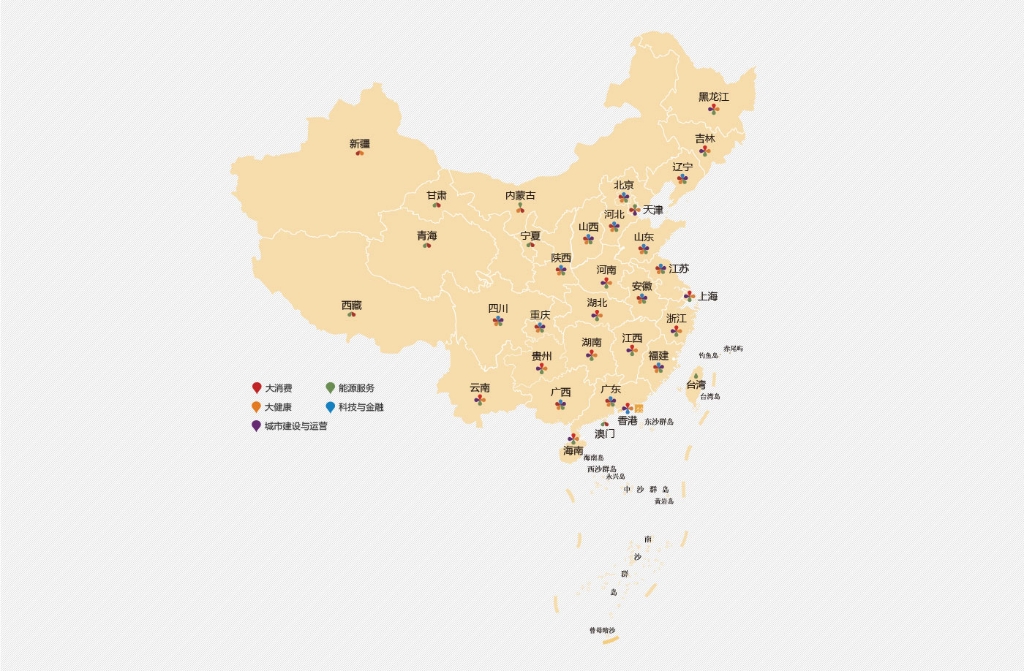 黑龙江
吉林
新疆
辽宁
北京
甘肃
内蒙古
天津
河北
山西
青海
宁夏
山东
陕西
河南
江苏
安徽
上海
西藏
四川
重庆
湖北
浙江
湖南
江西
贵州
福建
钓鱼岛
赤尾屿
云南
广西
广东
台湾
台湾岛
香港
东沙群岛
澳门
海南
海南岛
西沙群岛
永兴岛
中沙群岛
黄岩岛
南
沙
群
岛
曾母暗沙
大消费
能源服务
大健康
科技与金融
城市建设与运营